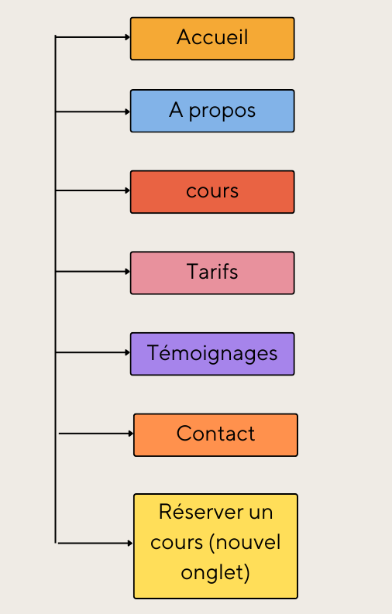 Accueil
A propos
cours
Tarifs
Témoignages
Contact
Réserver un
cours (nouvel
onglet)